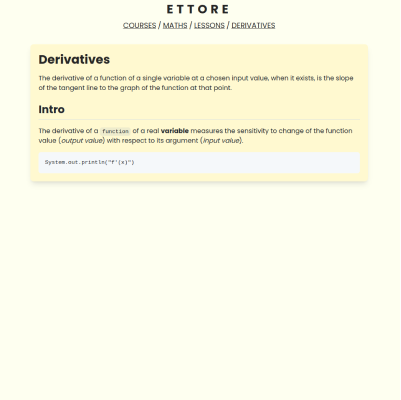 ETTORE
COURSES / MATHS / LESSONS / DERIVATIVES
Derivatives
The derivative of a function of a single variable at a chosen input value, when it exists, is the slope
of the tangent line to the graph of the function at that point.
Intro
The derivative of a function of a real variable measures the sensitivity to change of the function
value (output value) with respect to its argument (input value).
System.out.println("f'(x)")